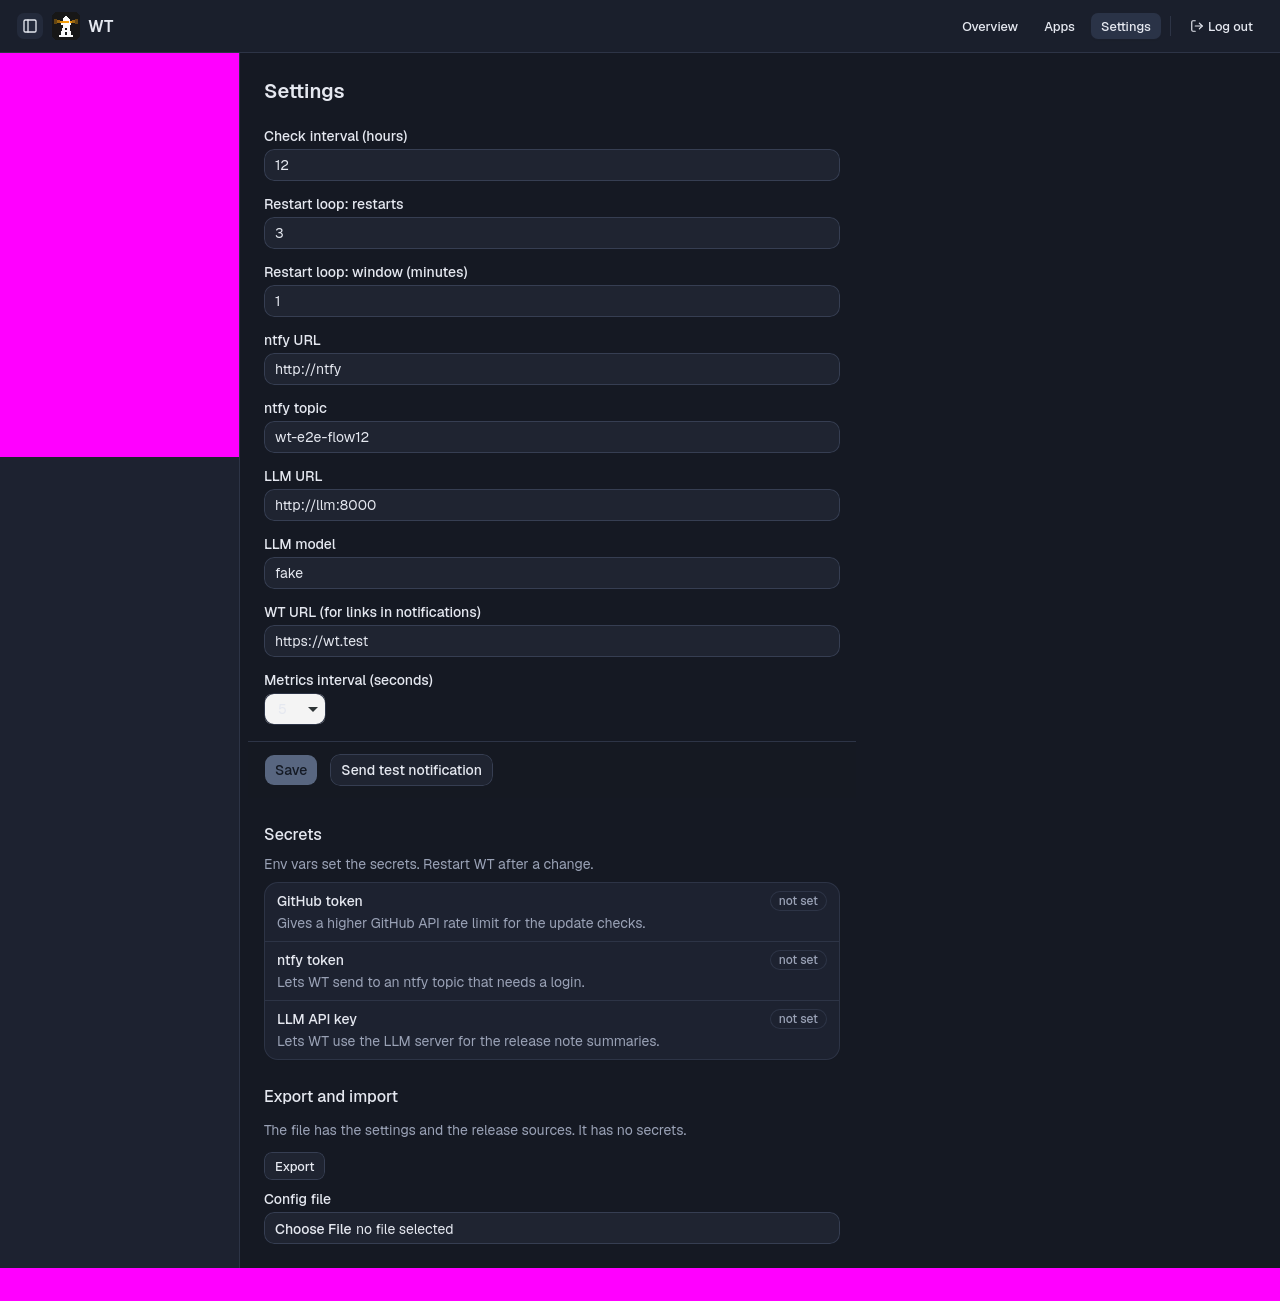 WT
Overview
Apps
Settings
Log out
Settings
Check interval (hours)
12
Restart loop: restarts
3
Restart loop: window (minutes)
1
ntfy URL
http://ntfy
ntfy topic
wt-e2e-flow12
LLM URL
http://llm:8000
LLM model
fake
WT URL (for links in notifications)
https://wt.test
Metrics interval (seconds)
Save
Send test notification
Secrets
Env vars set the secrets. Restart WT after a change.
GitHub token
not set
Gives a higher GitHub API rate limit for the update checks.
ntfy token
not set
Lets WT send to an ntfy topic that needs a login.
LLM API key
not set
Lets WT use the LLM server for the release note summaries.
Export and import
The file has the settings and the release sources. It has no secrets.
Export
Config file
Choose File no file selected